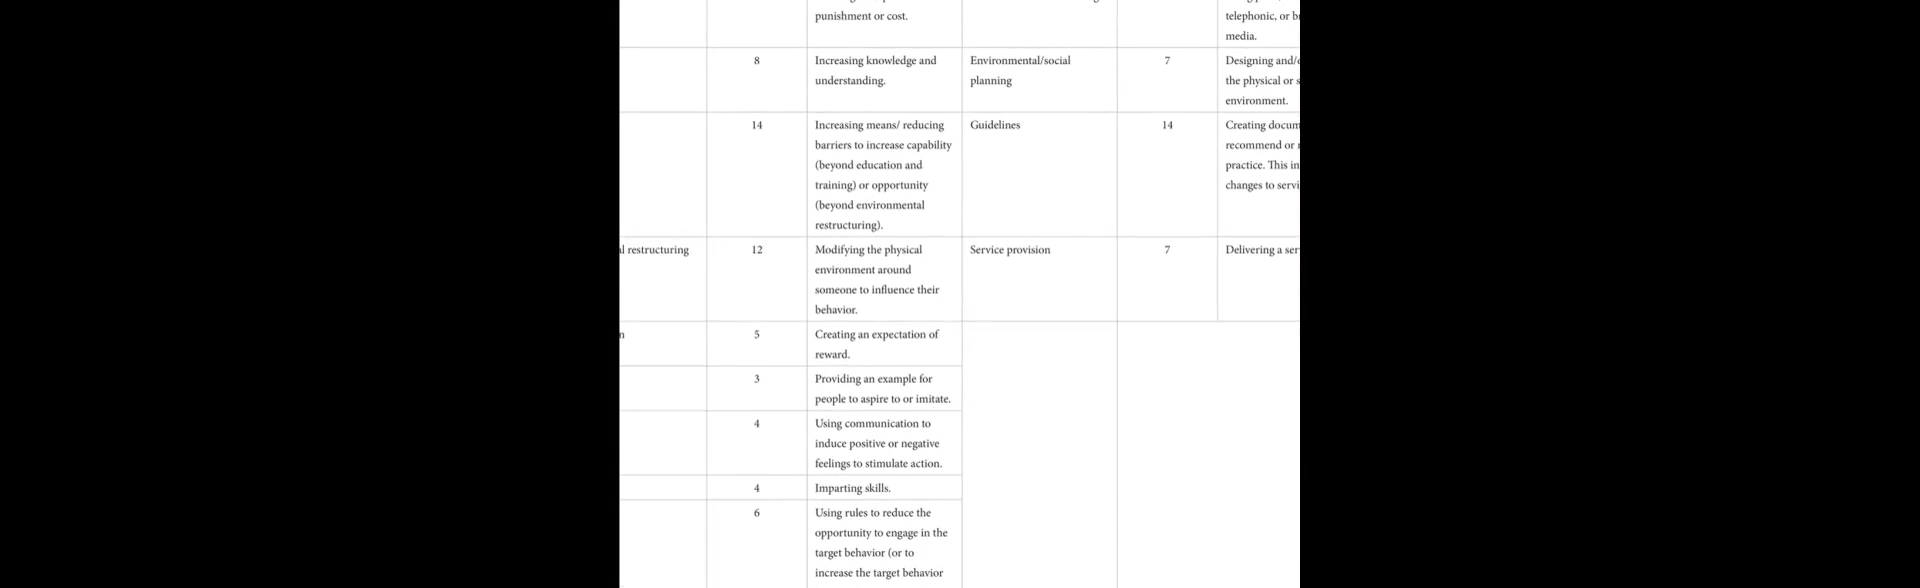 punishment or cost.
telephonic, or
media.
8
Increasing knowledge and
understanding.
Environmental/social
planning
7
Designing and/
the physical or
environment.
14
Increasing means/ reducing
barriers to increase capability
(beyond education and
training) or opportunity
(beyond environmental
restructuring).
Guidelines
14
Creating
recommend or
practice. This in
changes to
restructuring
12
Modifying the physical
environment around
someone to influence their
behavior.
Service provision
7
Delivering a
5
Creating an expectation of
reward.
3
Providing an example for
people to aspire to or imitate.
4
Using communication to
induce positive or negative
feelings to stimulate action.
4
Imparting skills.
6
Using rules to reduce the
opportunity to engage in the
target behavior (or to
increase the target behavior